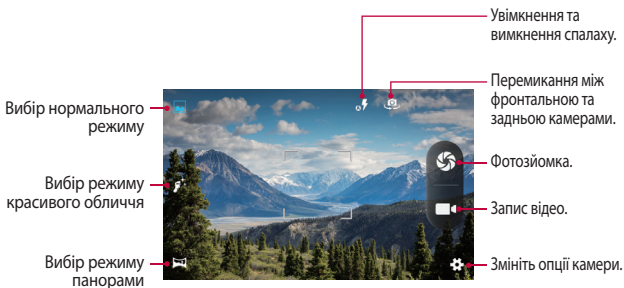 Увімкнення та
вимкнення спалаху.
Перемикання між
фронтальною та
задньою камерами.
Вибір нормального
режиму
Фотозйомка.
Вибір режиму
красивого обличчя
Запис відео.
Вибір режиму
панорами
Змініть опції камери.